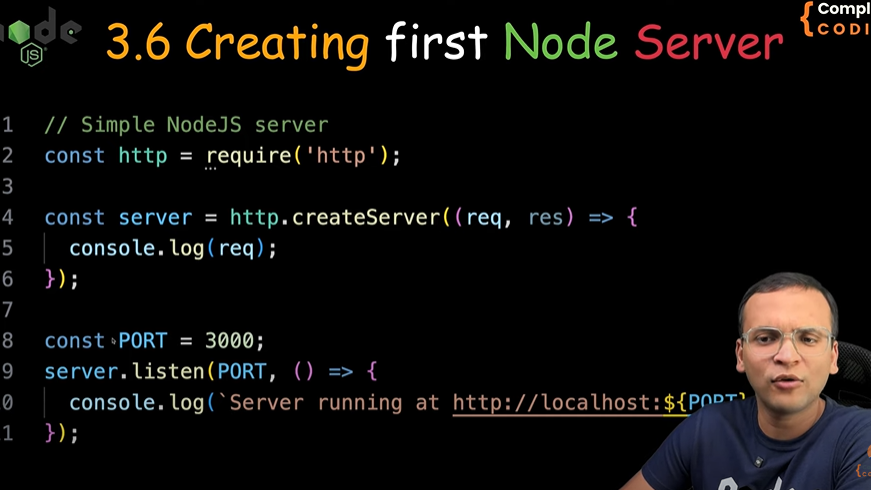 node
JS
3.6 Creating first Node Server
Compl
CODI
1 // Simple NodeJS server
2 const http = require('http');
3
4 const server = http.createServer((req, res) => {
5 console.log(req);
6 });
7
8 const PORT = 3000;
9 server.listen(PORT, () => {
0 console.log(`Server running at http://localhost:${PORT}
1 });